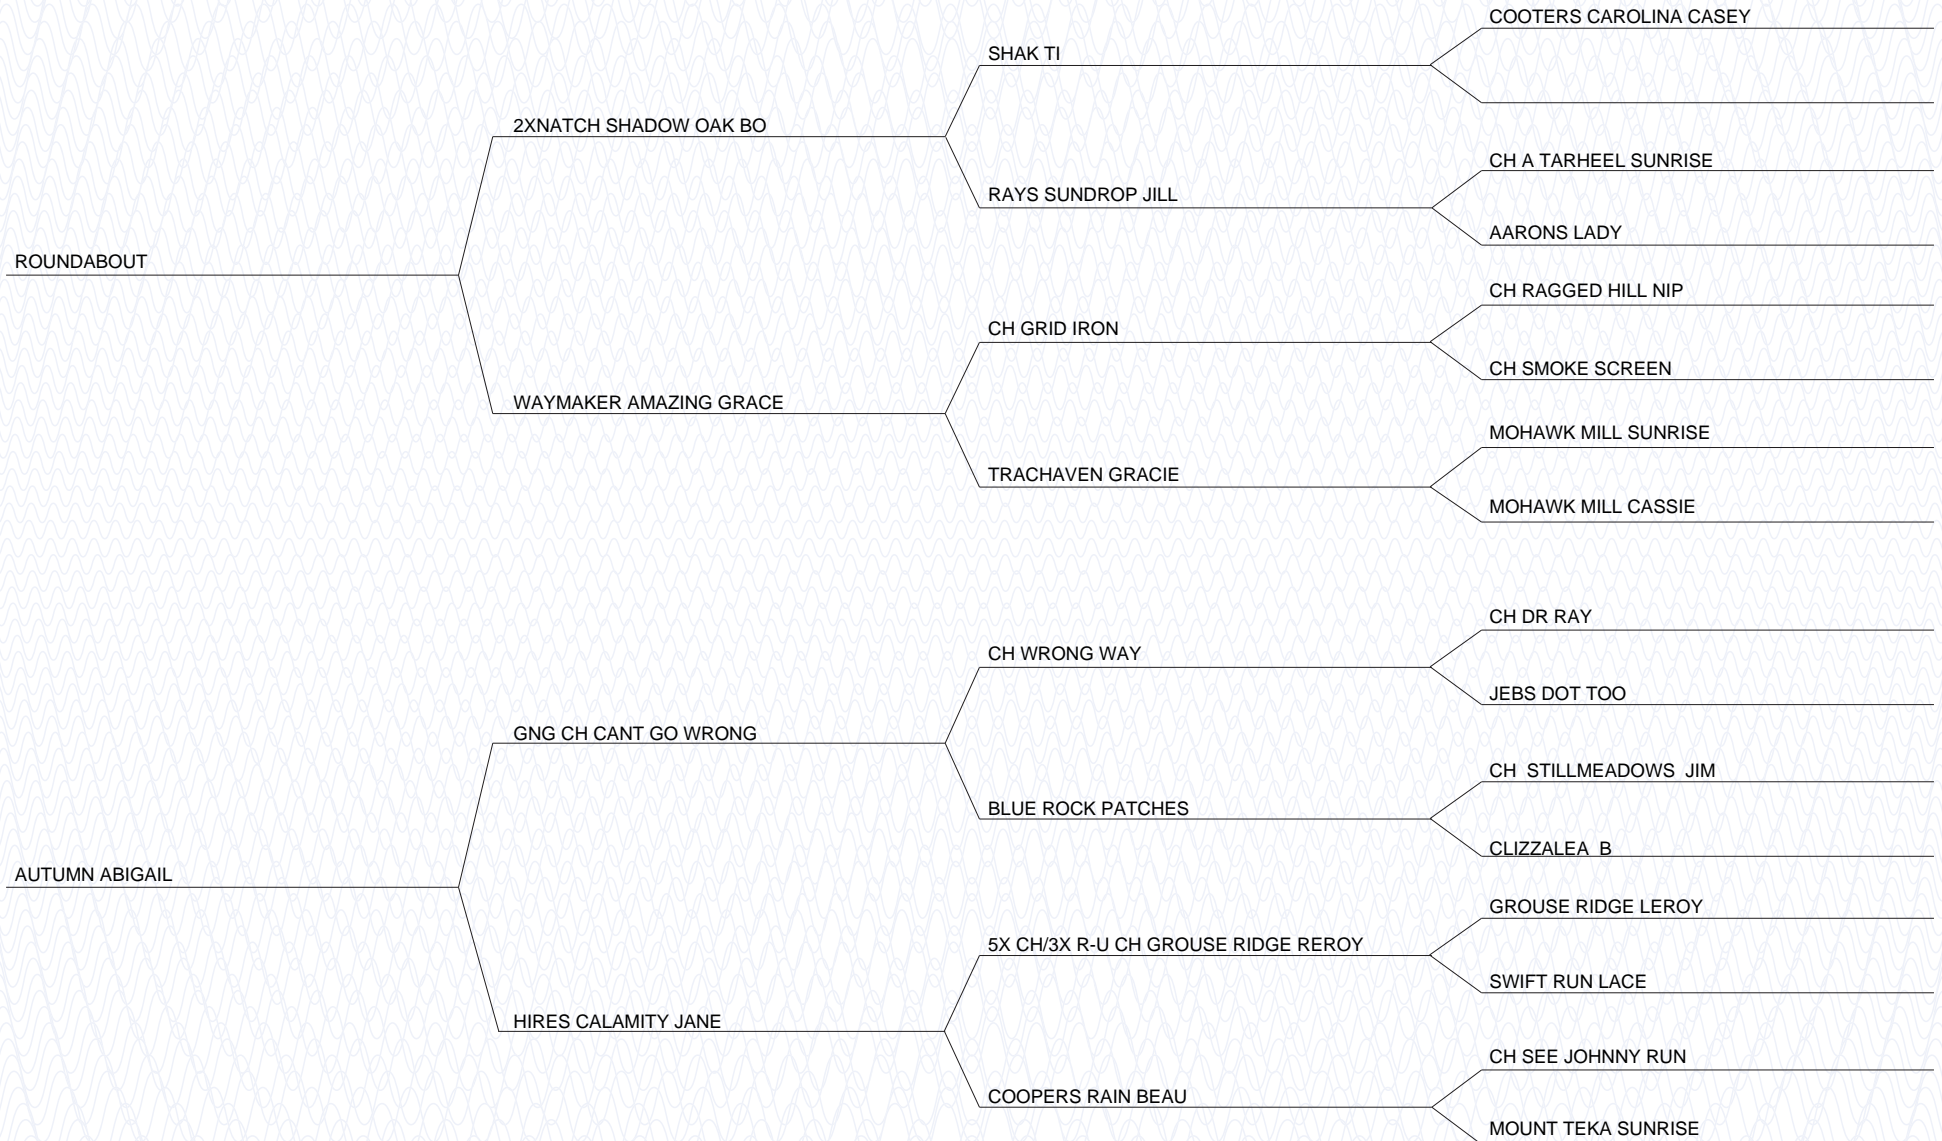 COOTERS CAROLINA CASEY
SHAK TI
2XNATCH SHADOW OAK BO
CH A TARHEEL SUNRISE
RAYS SUNDROP JILL
AARONS LADY
ROUNDABOUT
CH RAGGED HILL NIP
CH GRID IRON
CH SMOKE SCREEN
WAYMAKER AMAZING GRACE
MOHAWK MILL SUNRISE
TRACHAVEN GRACIE
MOHAWK MILL CASSIE
CH DR RAY
CH WRONG WAY
JEBS DOT TOO
GNG CH CANT GO WRONG
CH  STILLMEADOWS  JIM
BLUE ROCK PATCHES
CLIZZALEA  B
AUTUMN ABIGAIL
GROUSE RIDGE LEROY
5X CH/3X R-U CH GROUSE RIDGE REROY
SWIFT RUN LACE
HIRES CALAMITY JANE
CH SEE JOHNNY RUN
COOPERS RAIN BEAU
MOUNT TEKA SUNRISE